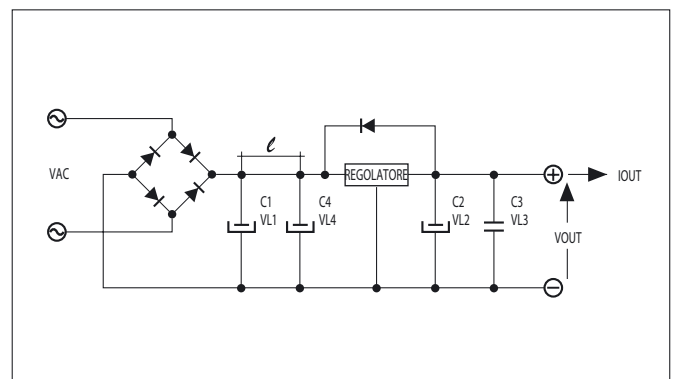 ℓ
VAC
REGOLATORE
IOUT
C1
VL1
C4
VL4
C2
VL2
C3
VL3
VOUT